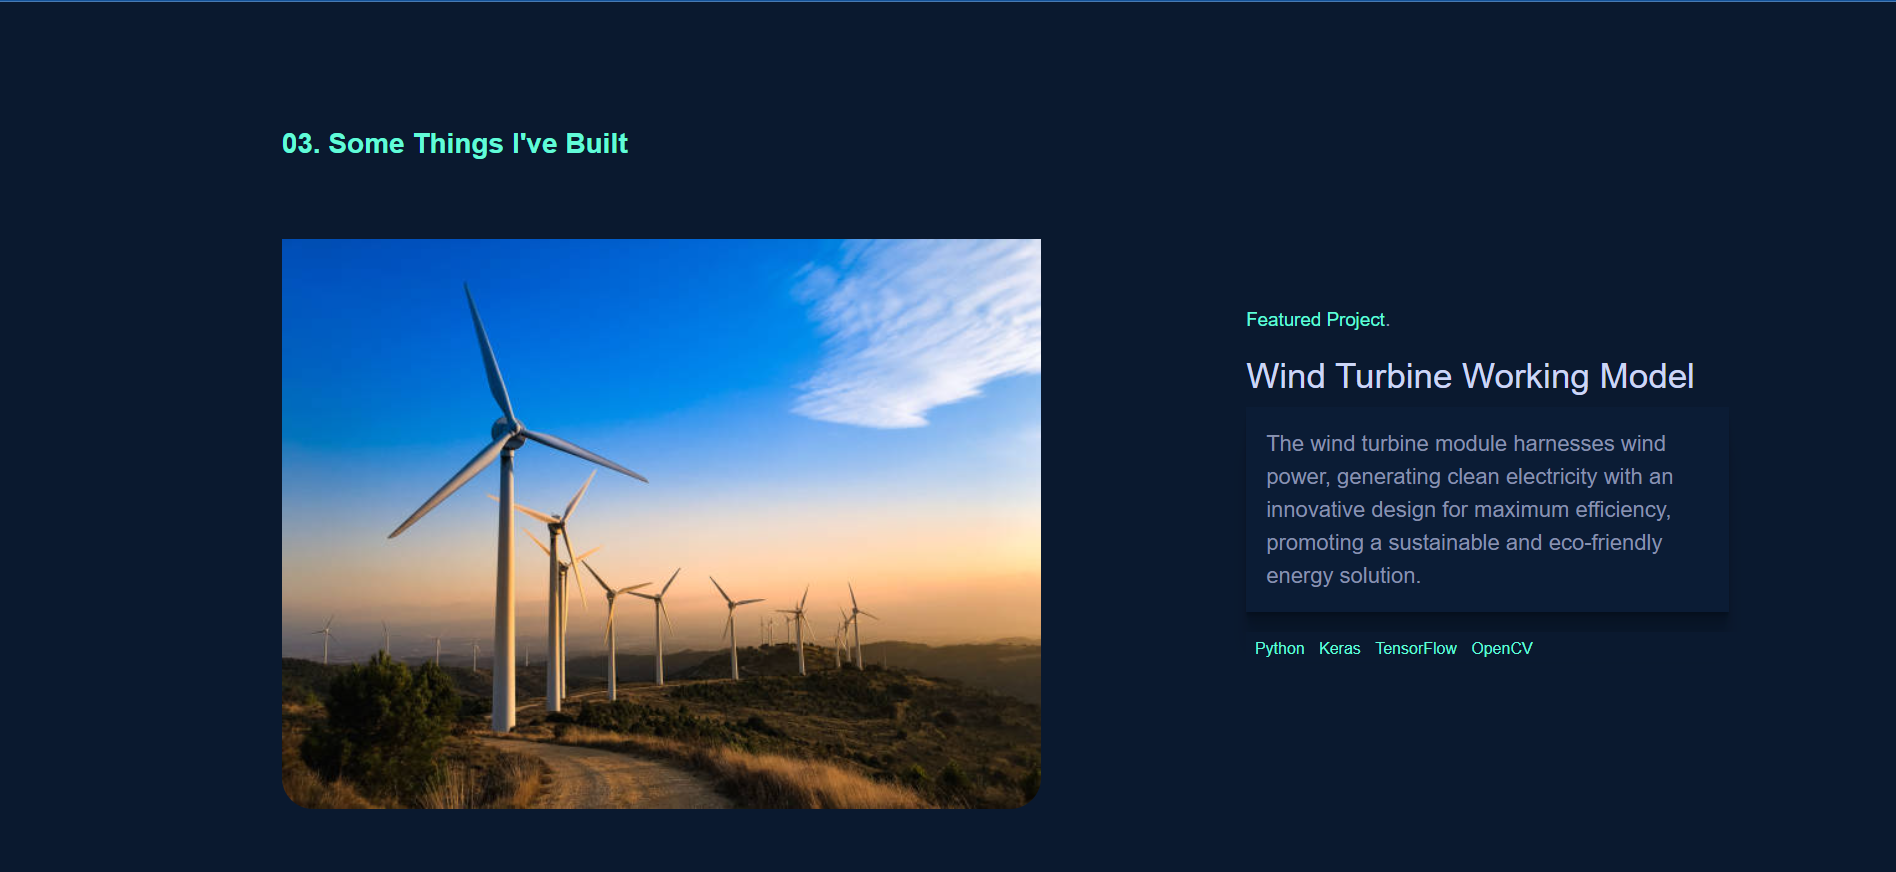 03. Some Things I've Built
Featured Project.
Wind Turbine Working Model
The wind turbine module harnesses wind
power, generating clean electricity with an
innovative design for maximum efficiency,
promoting a sustainable and eco-friendly
energy solution.
Python Keras TensorFlow OpenCV